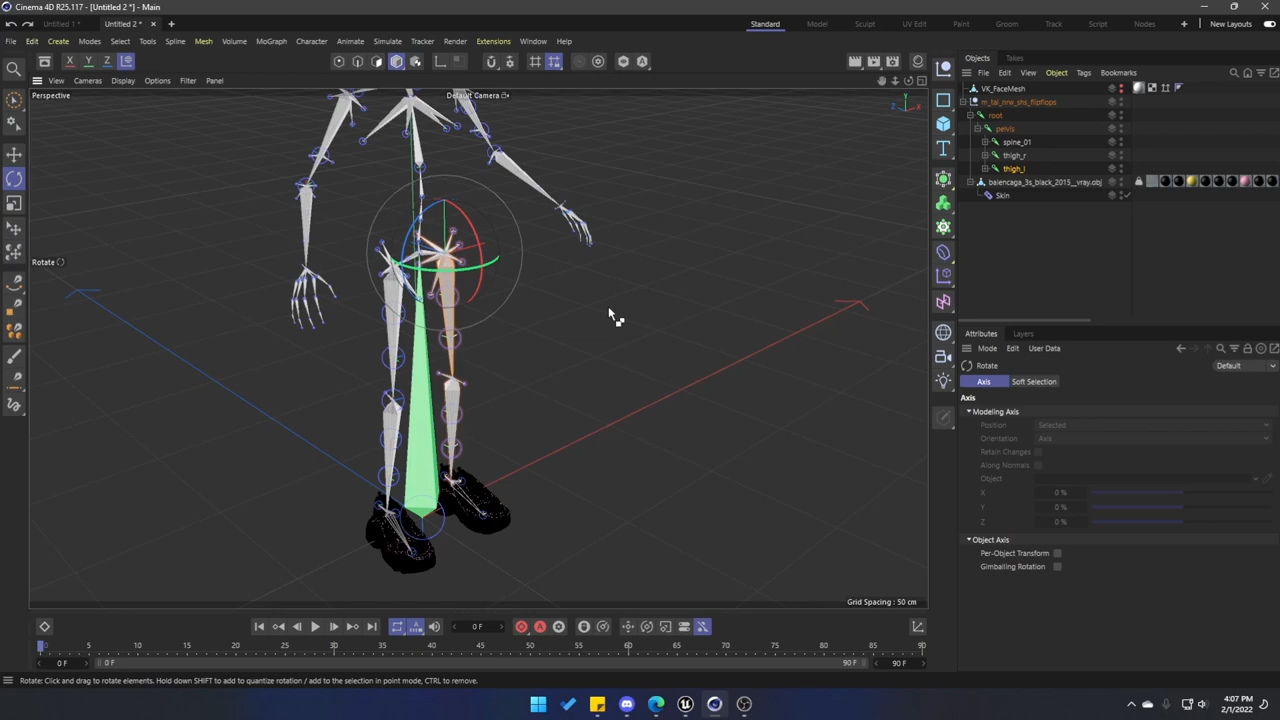 Cinema 4D R25.117 - [Untitled 2 *] - Main
Untitled 1 *
Untitled 2 *
Standard
Model
Sculpt
UV Edit
Paint
Groom
Track
Script
Nodes
New Layouts
File
Edit
Create
Modes
Select
Tools
Spline
Mesh
Volume
MoGraph
Character
Animate
Simulate
Tracker
Render
Extensions
Window
Help
X Y Z
View
Cameras
Display
Options
Filter
Panel
Perspective
Default Camera
Y
Z
X
Rotate
Grid Spacing : 50 cm
Objects
Takes
File
Edit
View
Object
Tags
Bookmarks
VK_FaceMesh
m_tal_nrw_shs_flipflops
root
pelvis
spine_01
thigh_r
thigh_l
balencaga_3s_black_2015__vray.obj
Skin
Attributes
Layers
Mode
Edit
User Data
Rotate
Default
Axis
Soft Selection
Axis
Modeling Axis
Position
Selected
Orientation
Axis
Retain Changes
Along Normals
Object
X
0 %
Y
0 %
Z
0 %
Object Axis
Per-Object Transform
Gimballing Rotation
0 F
0 5 10 15 20 25 30 35 40 45 50 55 60 65 70 75 80 85 90
0 F
0 F
90 F
90 F
Rotate: Click and drag to rotate elements. Hold down SHIFT to add to quantize rotation / add to the selection in point mode, CTRL to remove.
4:07 PM
2/1/2022